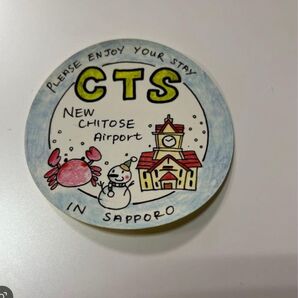 PLEASE ENJOY YOUR STAY
CTS
NEW
CHITOSE
Airport
IN SAPPORO